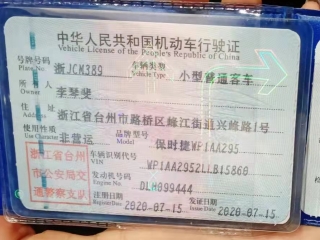 中华人民共和国机动车行驶证
Vehicle License of the People's Republic of China
号牌号码 浙JCK389 车辆类型 小型普通客车
Plate No. Vehicle Type
所有人 李瑟斐
Owner
住址 浙江省台州市路桥区蜂江街道兴蜂路1号
Address
使用性质 非营运 品牌型号 保时捷WP1AA295
Use Character Model
浙江省台州
市公安局交
通警察支队
车辆识别代号 WP1AA2952LLB15860
VIN
发动机号码 DLH099444
Engine No.
注册日期 2020-07-15 发证日期 2020-07-15
Register Date Issue Date